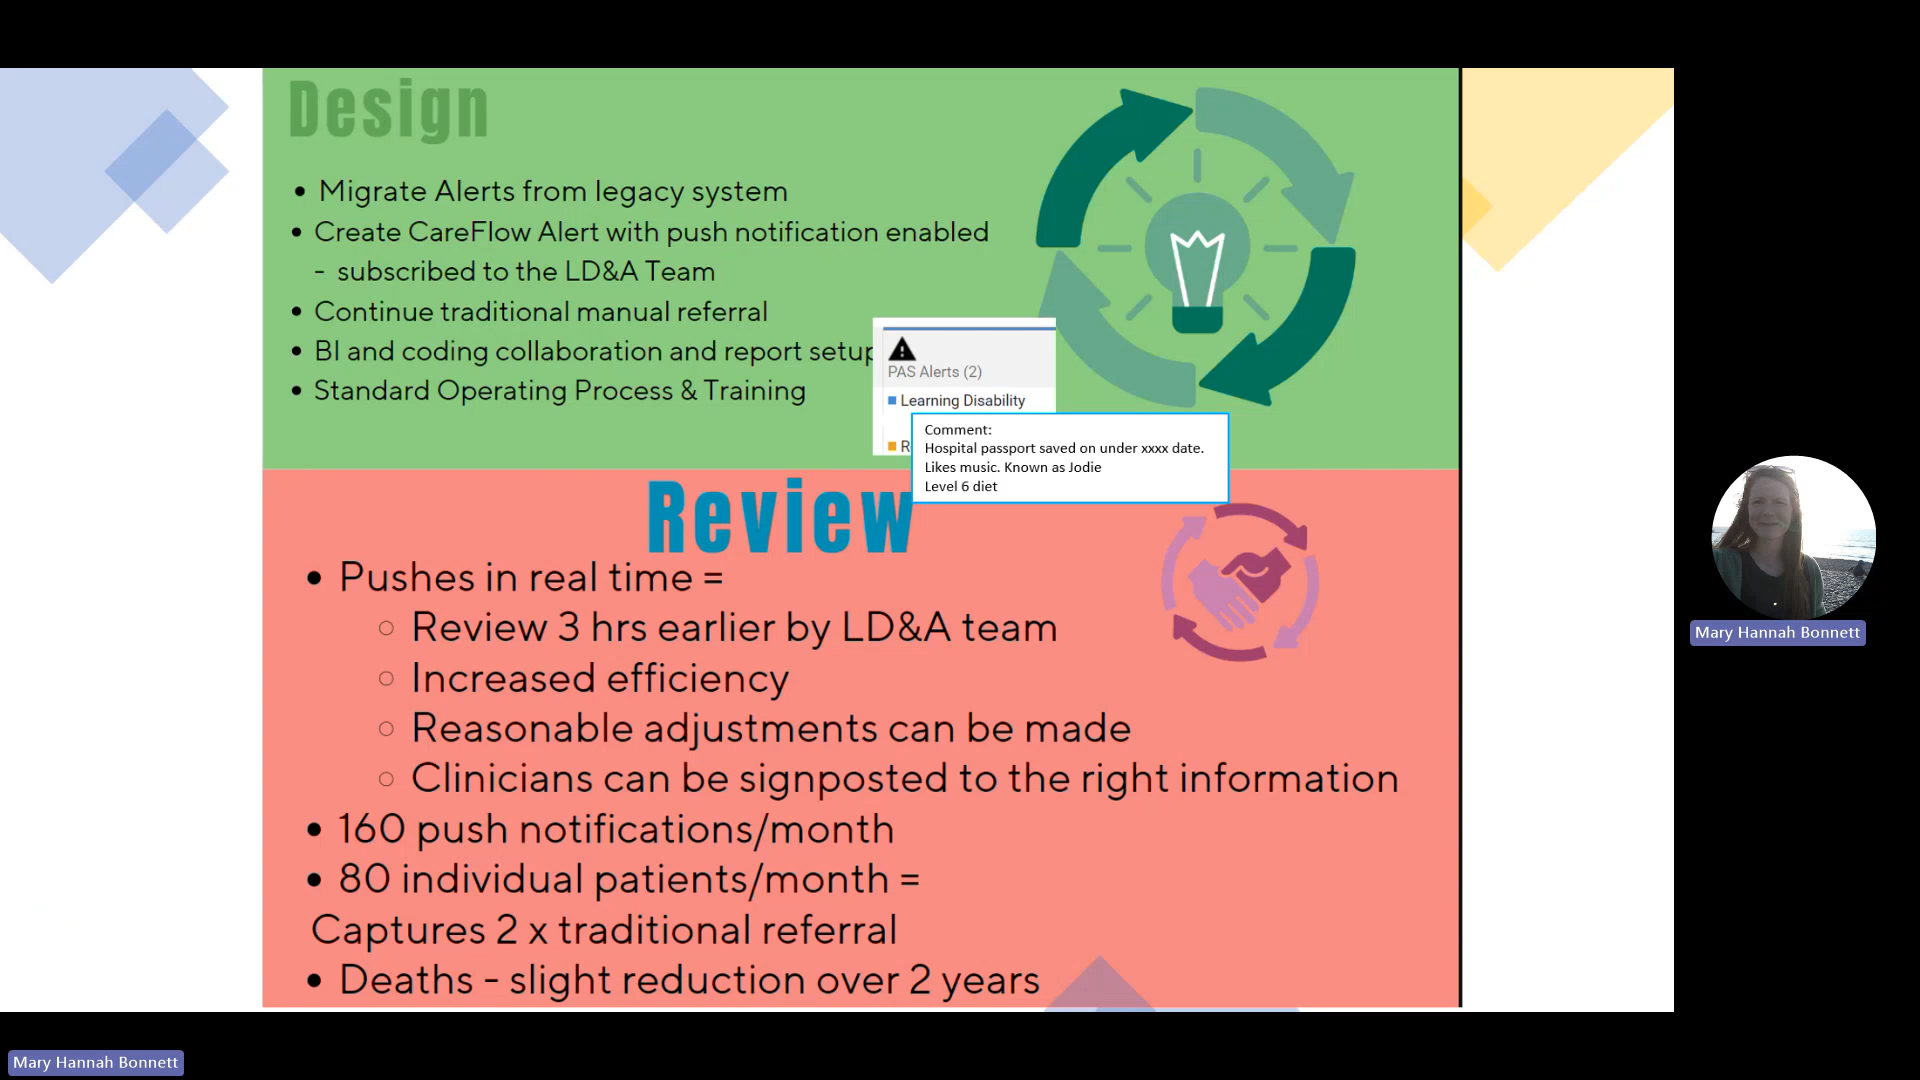 Design
• Migrate Alerts from legacy system
• Create CareFlow Alert with push notification enabled
- subscribed to the LD&A Team
• Continue traditional manual referral
• BI and coding collaboration and report setup
• Standard Operating Process & Training
PAS Alerts (2)
Learning Disability
R
Comment:
Hospital passport saved on under xxxx date.
Likes music. Known as Jodie
Level 6 diet
Review
• Pushes in real time =
○ Review 3 hrs earlier by LD&A team
○ Increased efficiency
○ Reasonable adjustments can be made
○ Clinicians can be signposted to the right information
• 160 push notifications/month
• 80 individual patients/month =
Captures 2 x traditional referral
• Deaths - slight reduction over 2 years
Mary Hannah Bonnett
Mary Hannah Bonnett